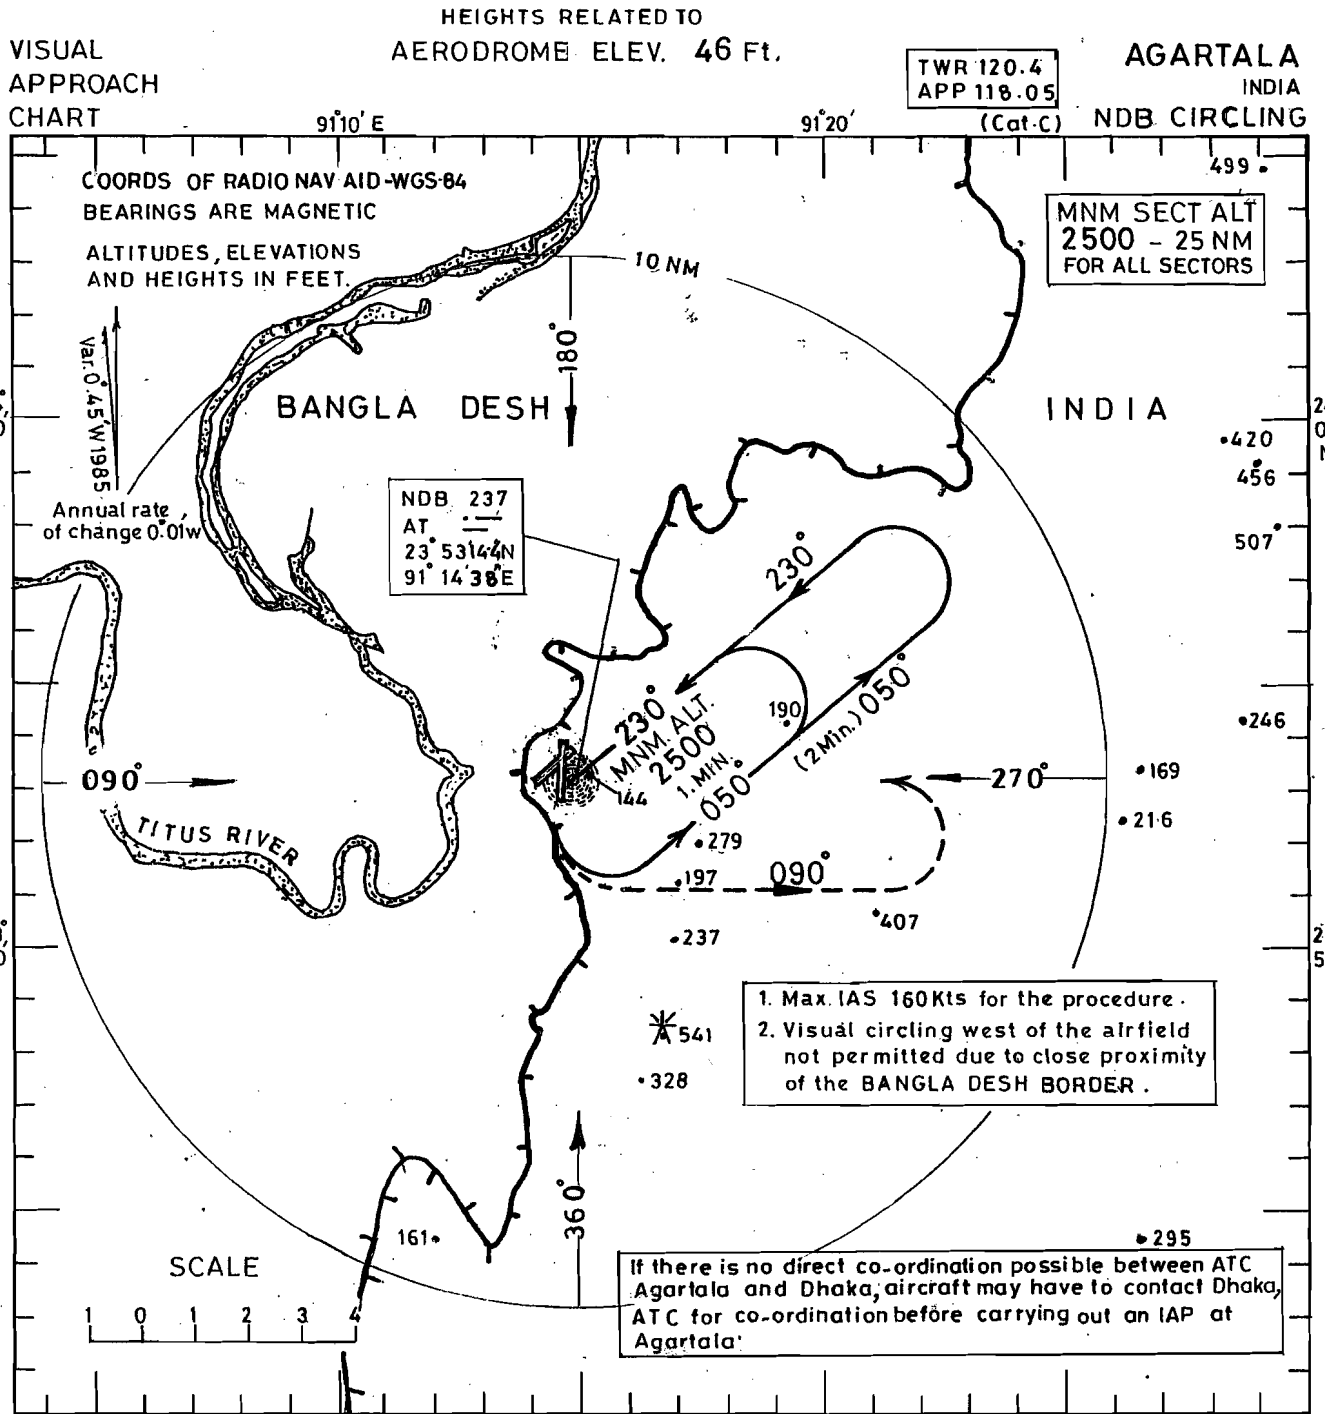 HEIGHTS RELATED TO
AERODROME ELEV. 46 Ft.
VISUAL
APPROACH
CHART
TWR 120.4
APP 118.05
(Cat.C)
AGARTALA
INDIA
NDB CIRCLING
91°10' E
91°20'
COORDS OF RADIO NAV AID-WGS-84
BEARINGS ARE MAGNETIC
ALTITUDES, ELEVATIONS
AND HEIGHTS IN FEET.
499
MNM SECT ALT
2500 - 25 NM
FOR ALL SECTORS
10 NM
180°
Var. 0°.45' W 1985
Annual rate
of change 0°.01w
BANGLA DESH
INDIA
420
456
507
NDB 237
AT
23° 53'14.4"N
91° 14' 38"E
230°
230°
MNM. ALT.
2500
1. MIN.
050°
(2 Min.) 050°
190
144
246
169
216
090°
270°
TITUS RIVER
279
197
090°
407
237
541
328
1. Max. IAS 160Kts for the procedure.
2. Visual circling west of the airfield
not permitted due to close proximity
of the BANGLA DESH BORDER.
360°
161
295
SCALE
1 0 1 2 3 4
If there is no direct co-ordination possible between ATC
Agartala and Dhaka, aircraft may have to contact Dhaka,
ATC for co-ordination before carrying out an IAP at
Agartala.